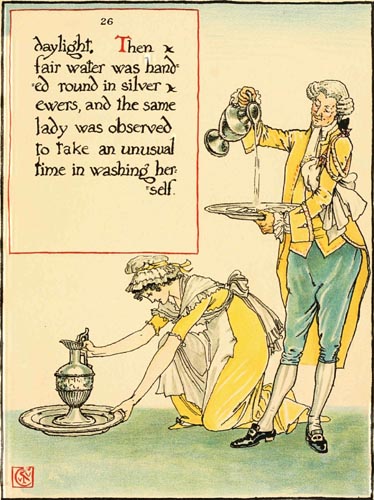 26
daylight. Then
fair water was hand-
ed round in silver
ewers, and the same
lady was observed
to take an unusual
time in washing her-
self.